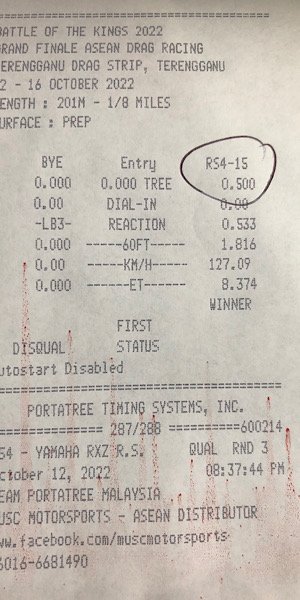 BATTLE OF THE KINGS 2022
GRAND FINALE ASEAN DRAG RACING
TERENGGANU DRAG STRIP, TERENGGANU
2 - 16 OCTOBER 2022
LENGTH : 201M - 1/8 MILES
SURFACE : PREP
BYE Entry RS4-15
0.000 0.000 TREE 0.500
0.00 DIAL-IN 0.00
-LB3- REACTION 0.533
0.000 -----60FT----- 1.816
0.00 -----KM/H----- 127.09
0.000 ------ET------ 8.374
WINNER
FIRST
DISQUAL STATUS
Autostart Disabled
PORTATREE TIMING SYSTEMS, INC.
============== 287/288 ==========600214
S4 - YAMAHA RXZ R.S. QUAL RND 3
October 12, 2022 08:37:44 PM
TEAM PORTATREE MALAYSIA
MUSC MOTORSPORTS - ASEAN DISTRIBUTOR
www.facebook.com/muscmotorsports
6016-6681490